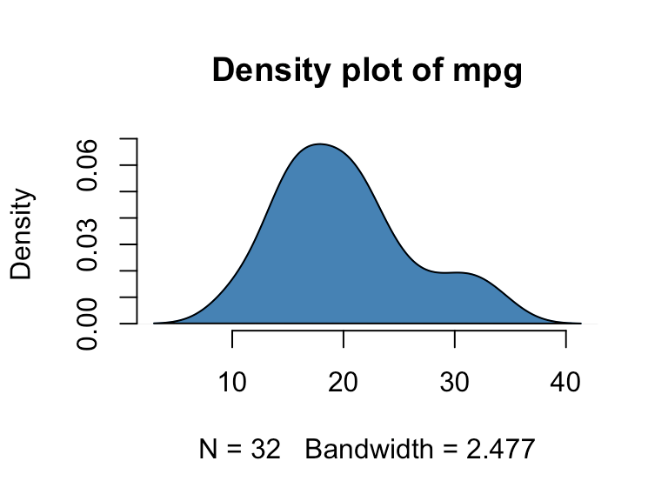 Density plot of mpg
Density
0.06
0.03
0.00
10 20 30 40
N = 32 Bandwidth = 2.477